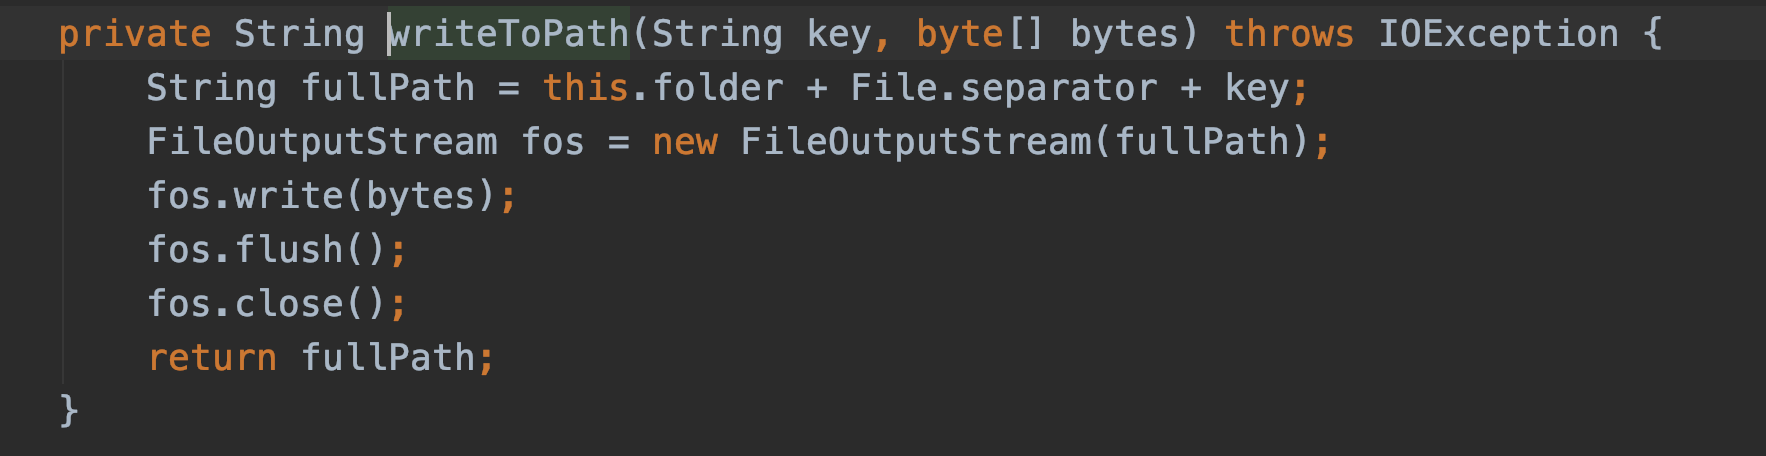 private String writeToPath(String key, byte[] bytes) throws IOException {
    String fullPath = this.folder + File.separator + key;
    FileOutputStream fos = new FileOutputStream(fullPath);
    fos.write(bytes);
    fos.flush();
    fos.close();
    return fullPath;
}